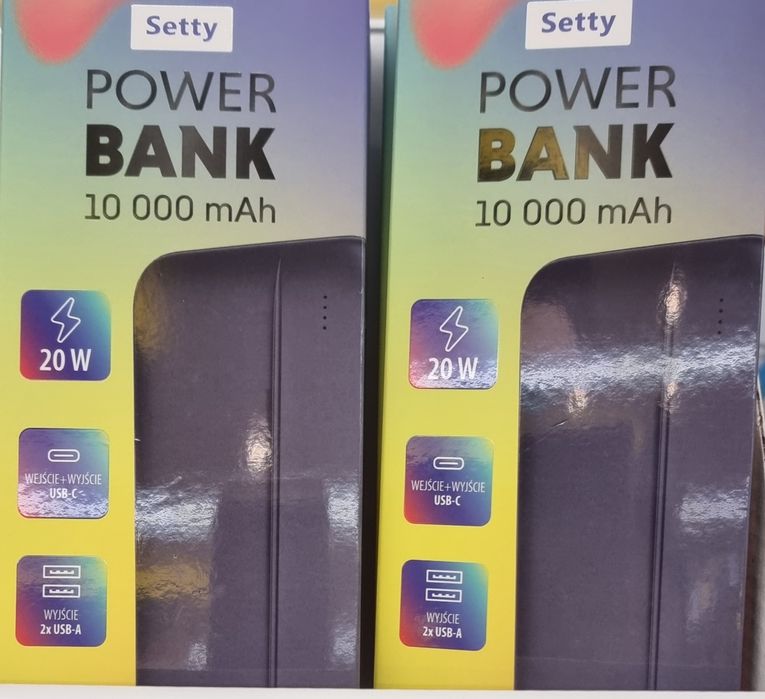 Setty
POWER
BANK
10 000 mAh
20 W
WEJŚCIE+WYJŚCIE
USB-C
WYJŚCIE
2x USB-A
Setty
POWER
BANK
10 000 mAh
20 W
WEJŚCIE+WYJŚCIE
USB-C
WYJŚCIE
2x USB-A